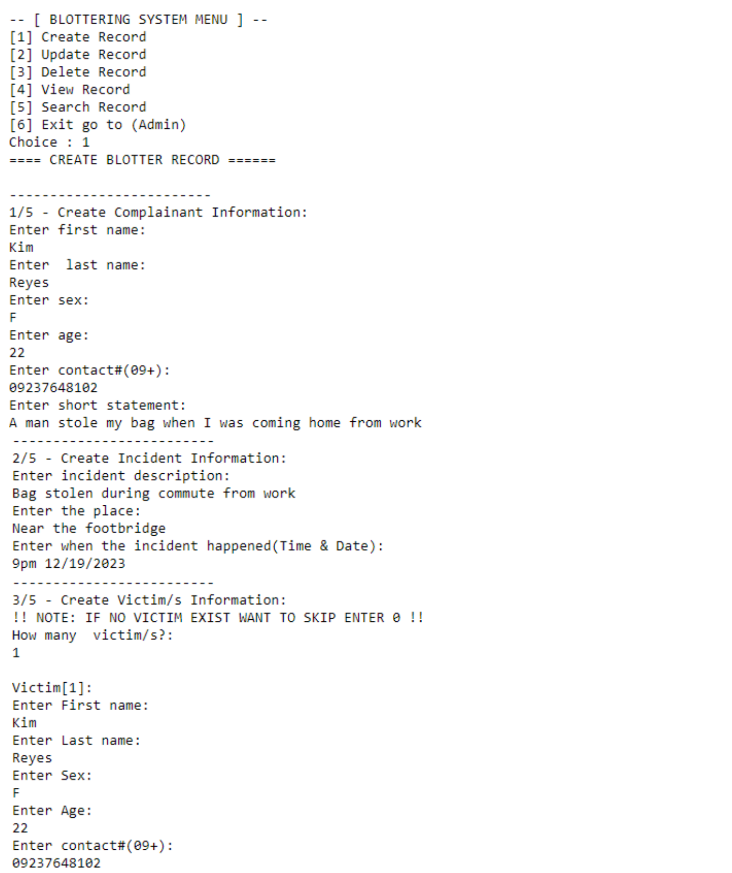 -- [ BLOTTERING SYSTEM MENU ] --
[1] Create Record
[2] Update Record
[3] Delete Record
[4] View Record
[5] Search Record
[6] Exit go to (Admin)
Choice : 1
==== CREATE BLOTTER RECORD ======
-------------------------
1/5 - Create Complainant Information:
Enter first name:
Kim
Enter  last name:
Reyes
Enter sex:
F
Enter age:
22
Enter contact#(09+):
09237648102
Enter short statement:
A man stole my bag when I was coming home from work
-------------------------
2/5 - Create Incident Information:
Enter incident description:
Bag stolen during commute from work
Enter the place:
Near the footbridge
Enter when the incident happened(Time & Date):
9pm 12/19/2023
-------------------------
3/5 - Create Victim/s Information:
!! NOTE: IF NO VICTIM EXIST WANT TO SKIP ENTER 0 !!
How many  victim/s?:
1
Victim[1]:
Enter First name:
Kim
Enter Last name:
Reyes
Enter Sex:
F
Enter Age:
22
Enter contact#(09+):
09237648102